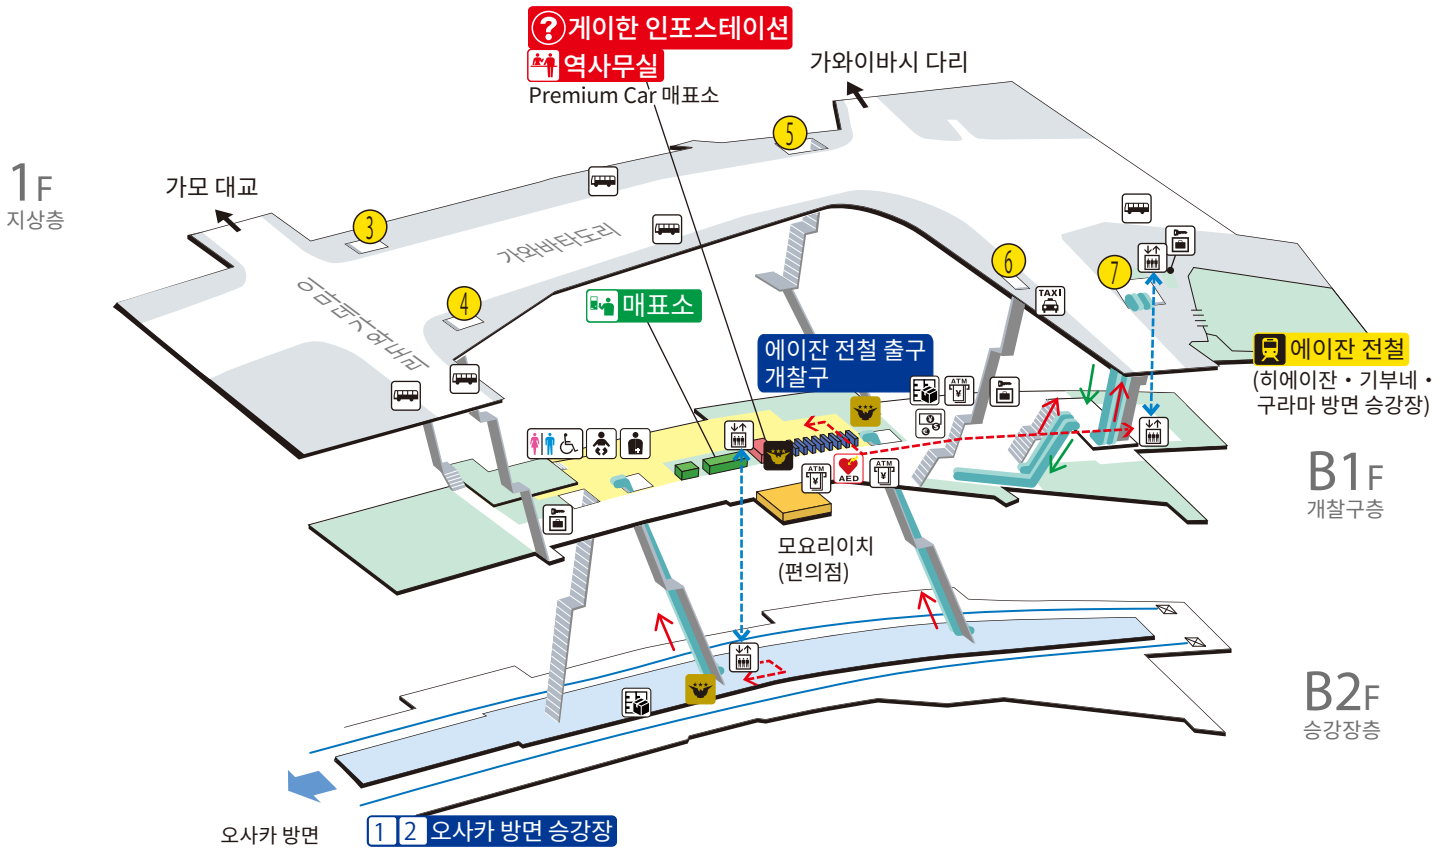 게이한 인포스테이션
역사무실
Premium Car 매표소
가와이바시 다리
5
1F
지상층
가모 대교
3
가와바타도리
4
6
7
TAXI
매표소
에이잔 전철 출구
개찰구
에이잔 전철
(히에이잔・기부네・
구라마 방면 승강장)
ATM
ATM
AED
ATM
B1F
개찰구층
모요리이치
(편의점)
B2F
승강장층
오사카 방면
1 2 오사카 방면 승강장